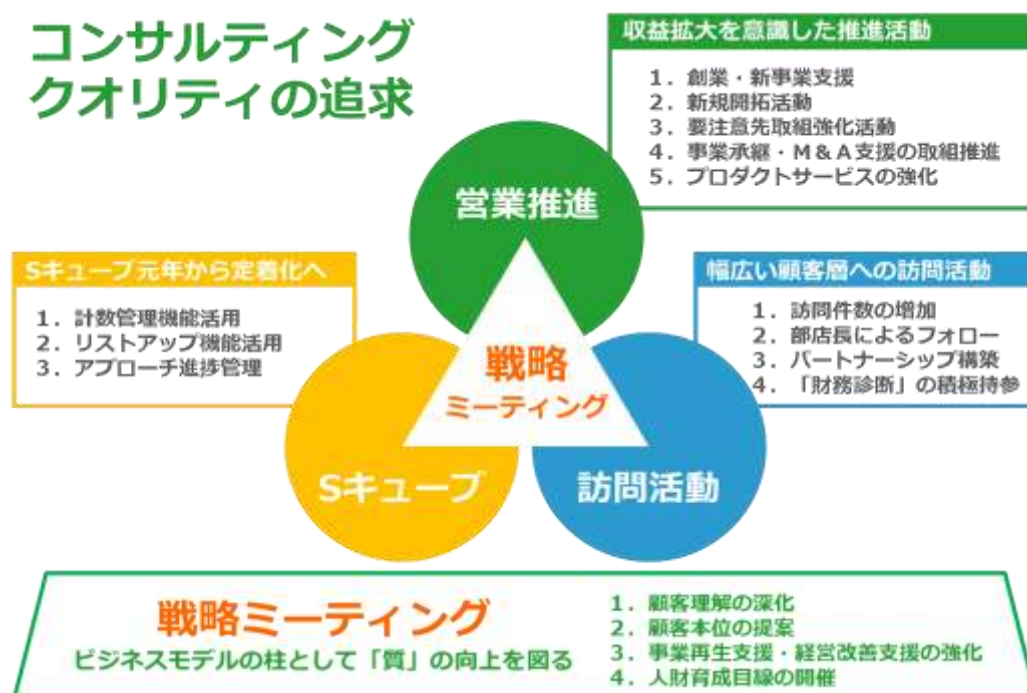 コンサルティング
クオリティの追求
収益拡大を意識した推進活動
1．創業・新事業支援
2．新規開拓活動
3．要注意先取組強化活動
4．事業承継・M＆A支援の取組推進
5．プロダクトサービスの強化
営業推進
Sキューブ元年から定着化へ
1．計数管理機能活用
2．リストアップ機能活用
3．アプローチ進捗管理
幅広い顧客層への訪問活動
1．訪問件数の増加
2．部店長によるフォロー
3．パートナーシップ構築
4．「財務診断」の積極持参
戦略
ミーティング
Sキューブ
訪問活動
戦略ミーティング
ビジネスモデルの柱として「質」の向上を図る
1．顧客理解の深化
2．顧客本位の提案
3．事業再生支援・経営改善支援の強化
4．人財育成目線の開催